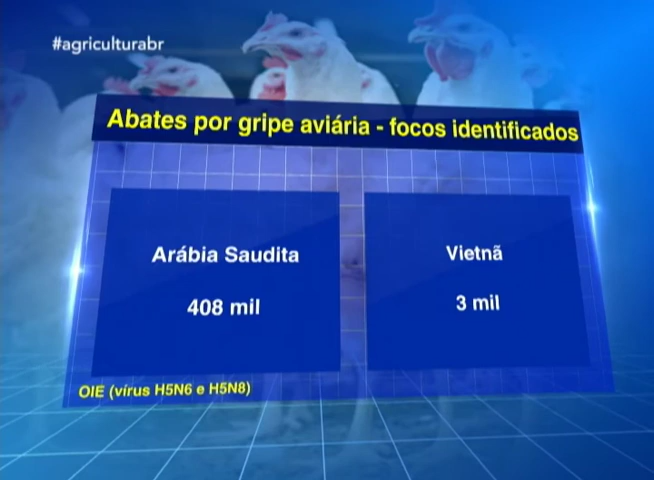 #agriculturabr
Abates por gripe aviária - focos identificados
Arábia Saudita
408 mil
Vietnã
3 mil
OIE (vírus H5N6 e H5N8)